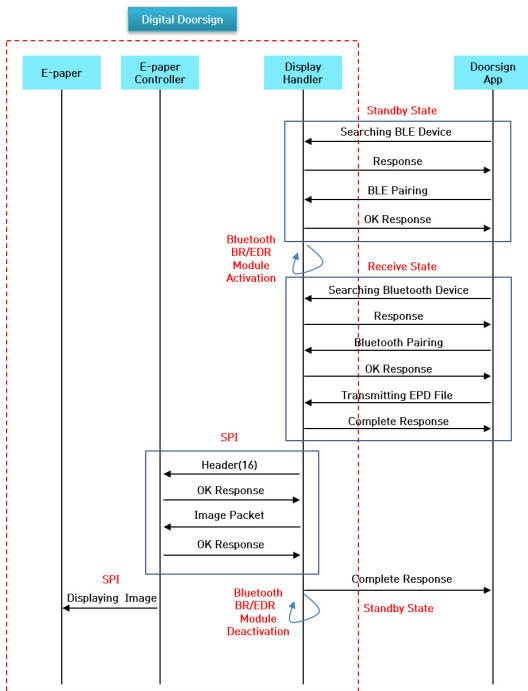 Digital Doorsign
E-paper
E-paper
Controller
Display
Handler
Doorsign
App
Standby State
Searching BLE Device
Response
BLE Pairing
OK Response
Bluetooth
BR/EDR
Module
Activation
Receive State
Searching Bluetooth Device
Response
Bluetooth Pairing
OK Response
Transmitting EPD File
Complete Response
SPI
Header(16)
OK Response
Image Packet
OK Response
SPI
Displaying Image
Complete Response
Bluetooth
BR/EDR
Module
Deactivation
Standby State